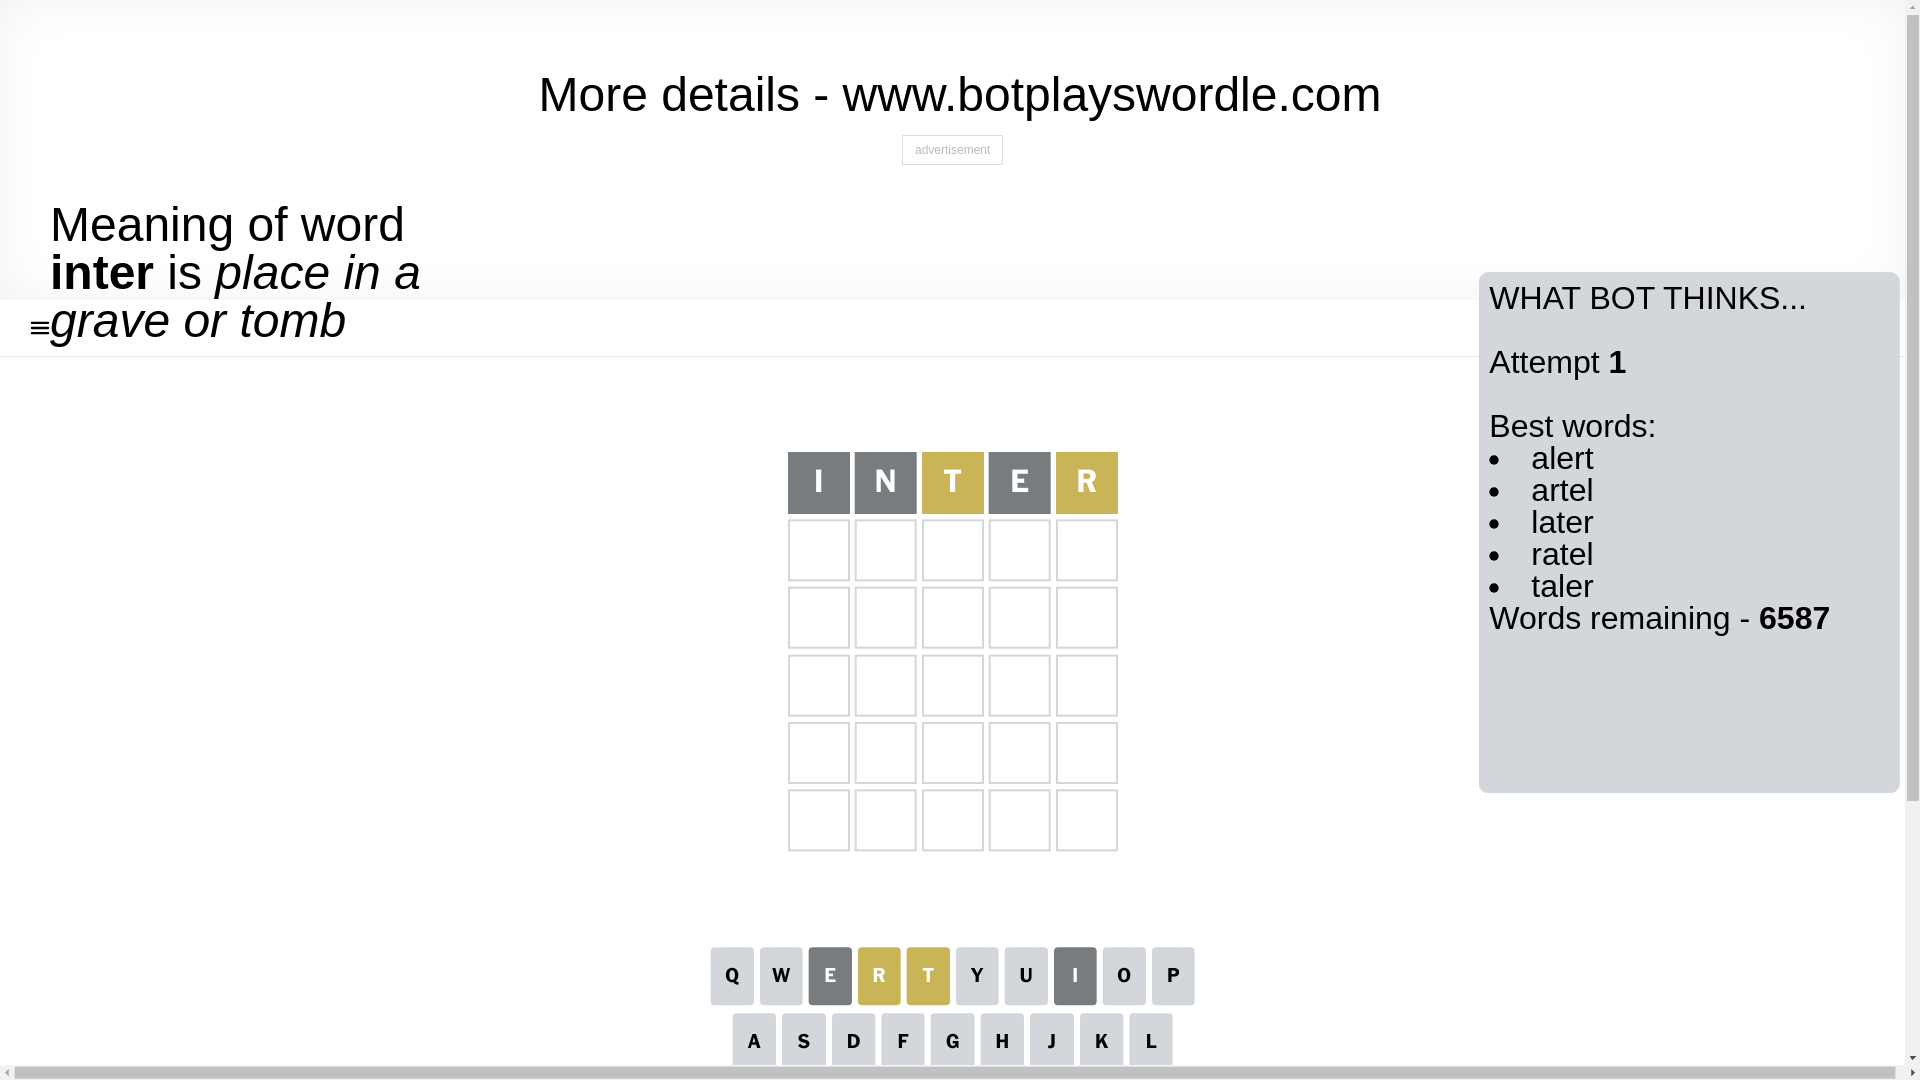 More details - www.botplayswordle.com
advertisement
Meaning of word
inter is place in a
grave or tomb
WHAT BOT THINKS...
Attempt 1
Best words:
alert
artel
later
ratel
taler
Words remaining - 6587
I N T E R
Q W E R T Y U I O P
A S D F G H J K L